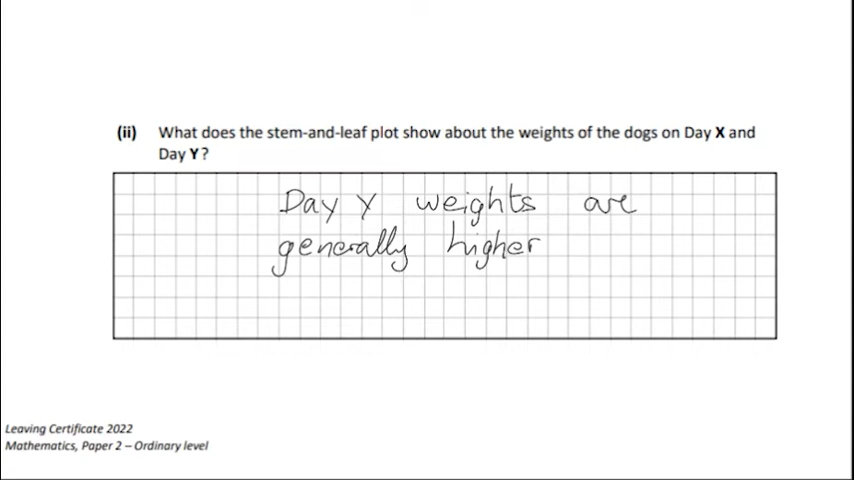 (ii) What does the stem-and-leaf plot show about the weights of the dogs on Day X and
Day Y?
Day Y weights are
generally higher
Leaving Certificate 2022
Mathematics, Paper 2 – Ordinary level